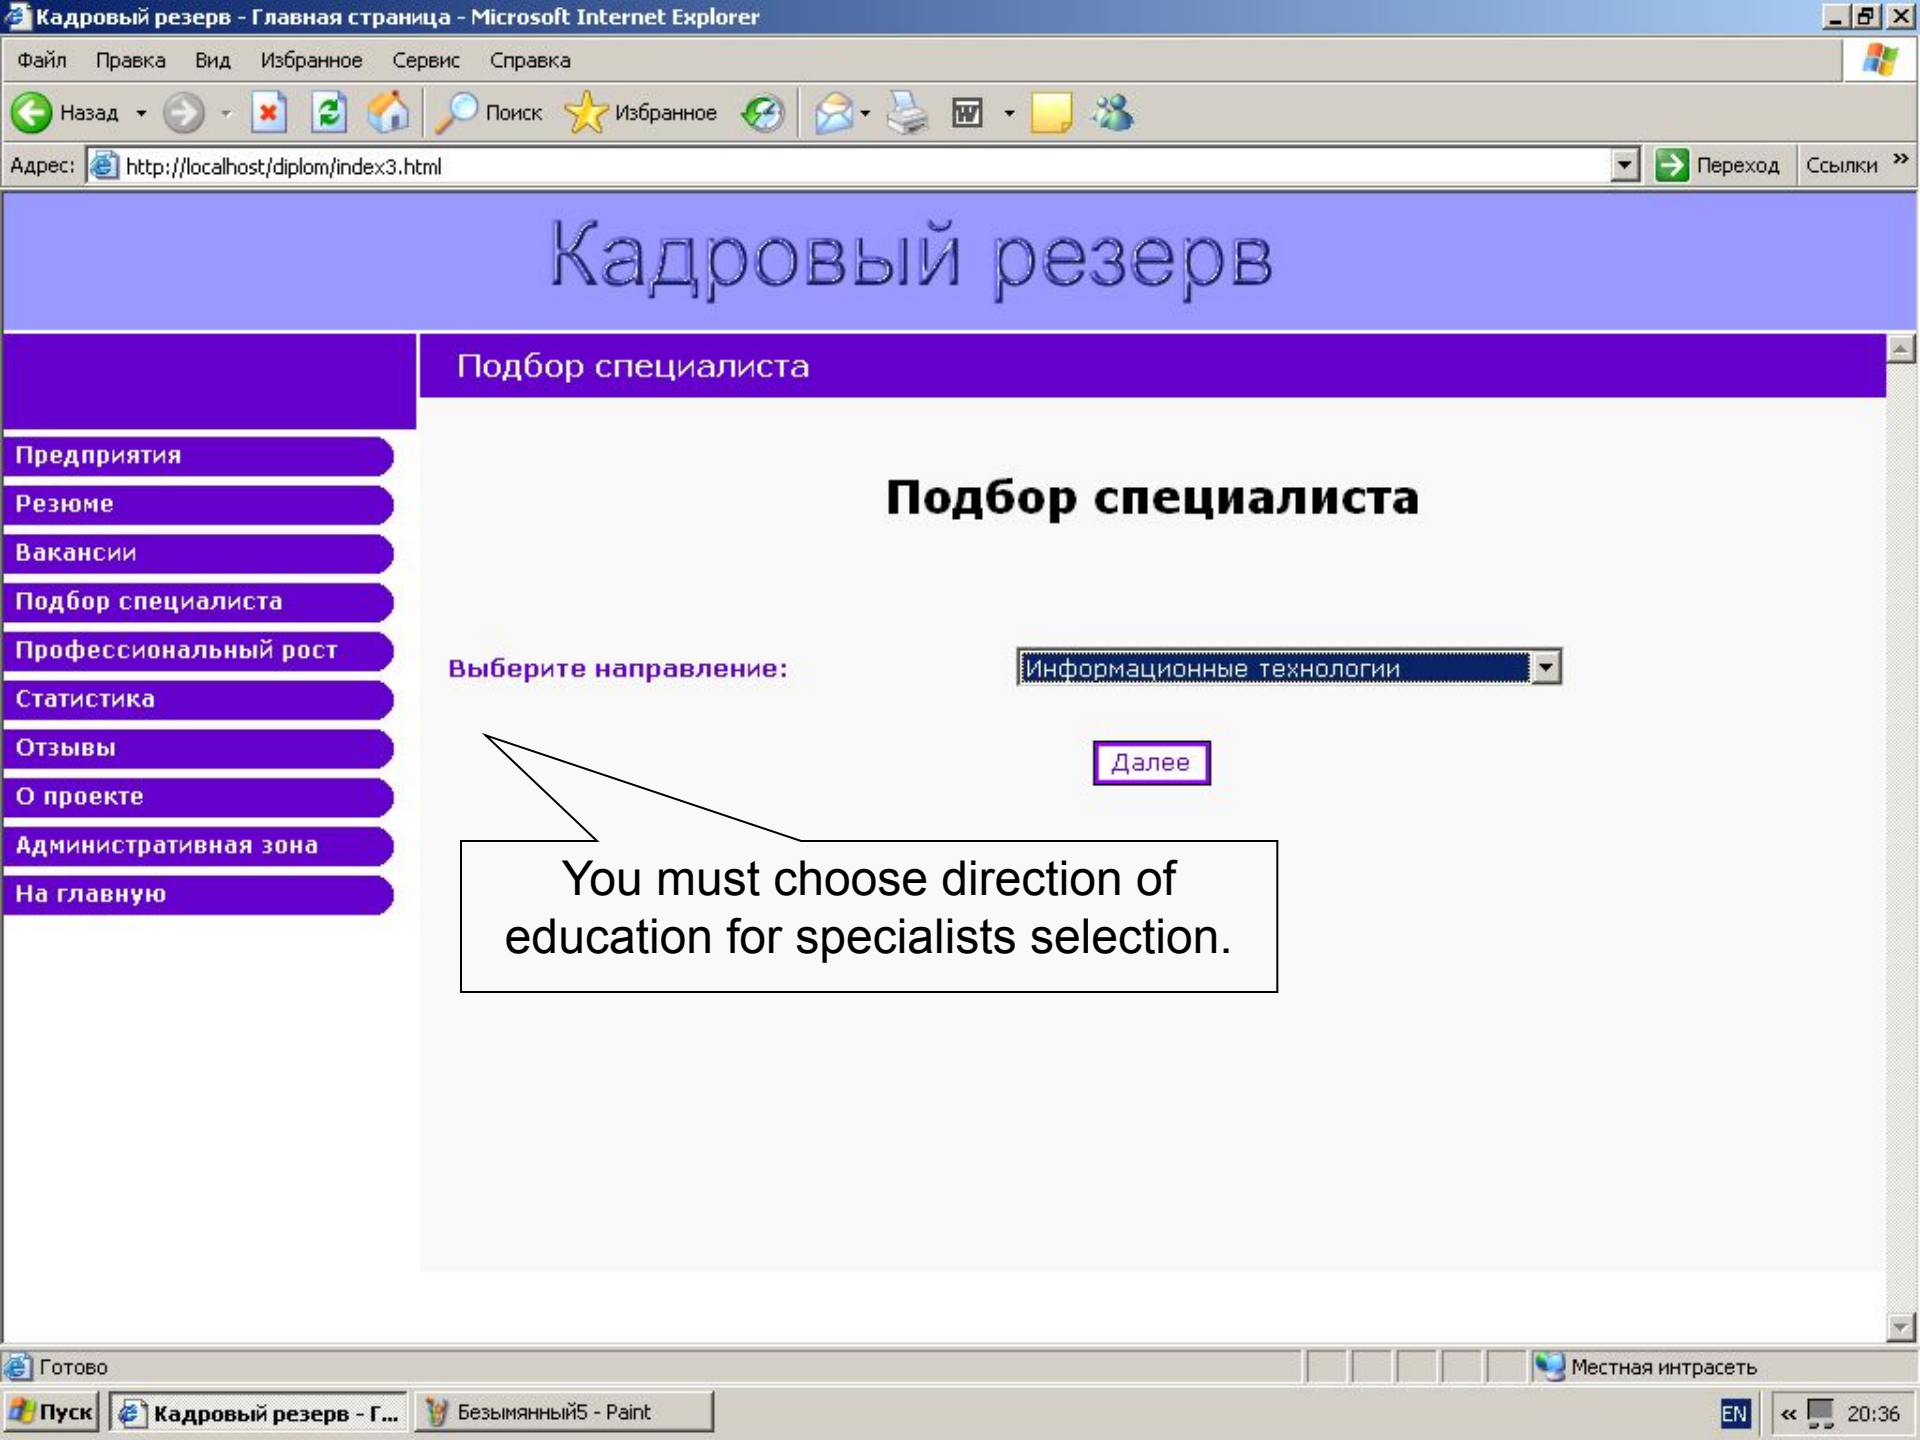 Кадровый резерв - Главная страница - Microsoft Internet Explorer
Файл Правка Вид Избранное Сервис Справка
Назад Поиск Избранное
Адрес: http://localhost/diplom/index3.html Переход Ссылки »
Кадровый резерв
Подбор специалиста
Предприятия
Резюме
Вакансии
Подбор специалиста
Профессиональный рост
Статистика
Отзывы
О проекте
Административная зона
На главную
Подбор специалиста
Выберите направление: Информационные технологии
Далее
You must choose direction of
education for specialists selection.
Готово Местная интрасеть
Пуск Кадровый резерв - Г... Безымянный5 - Paint EN « 20:36